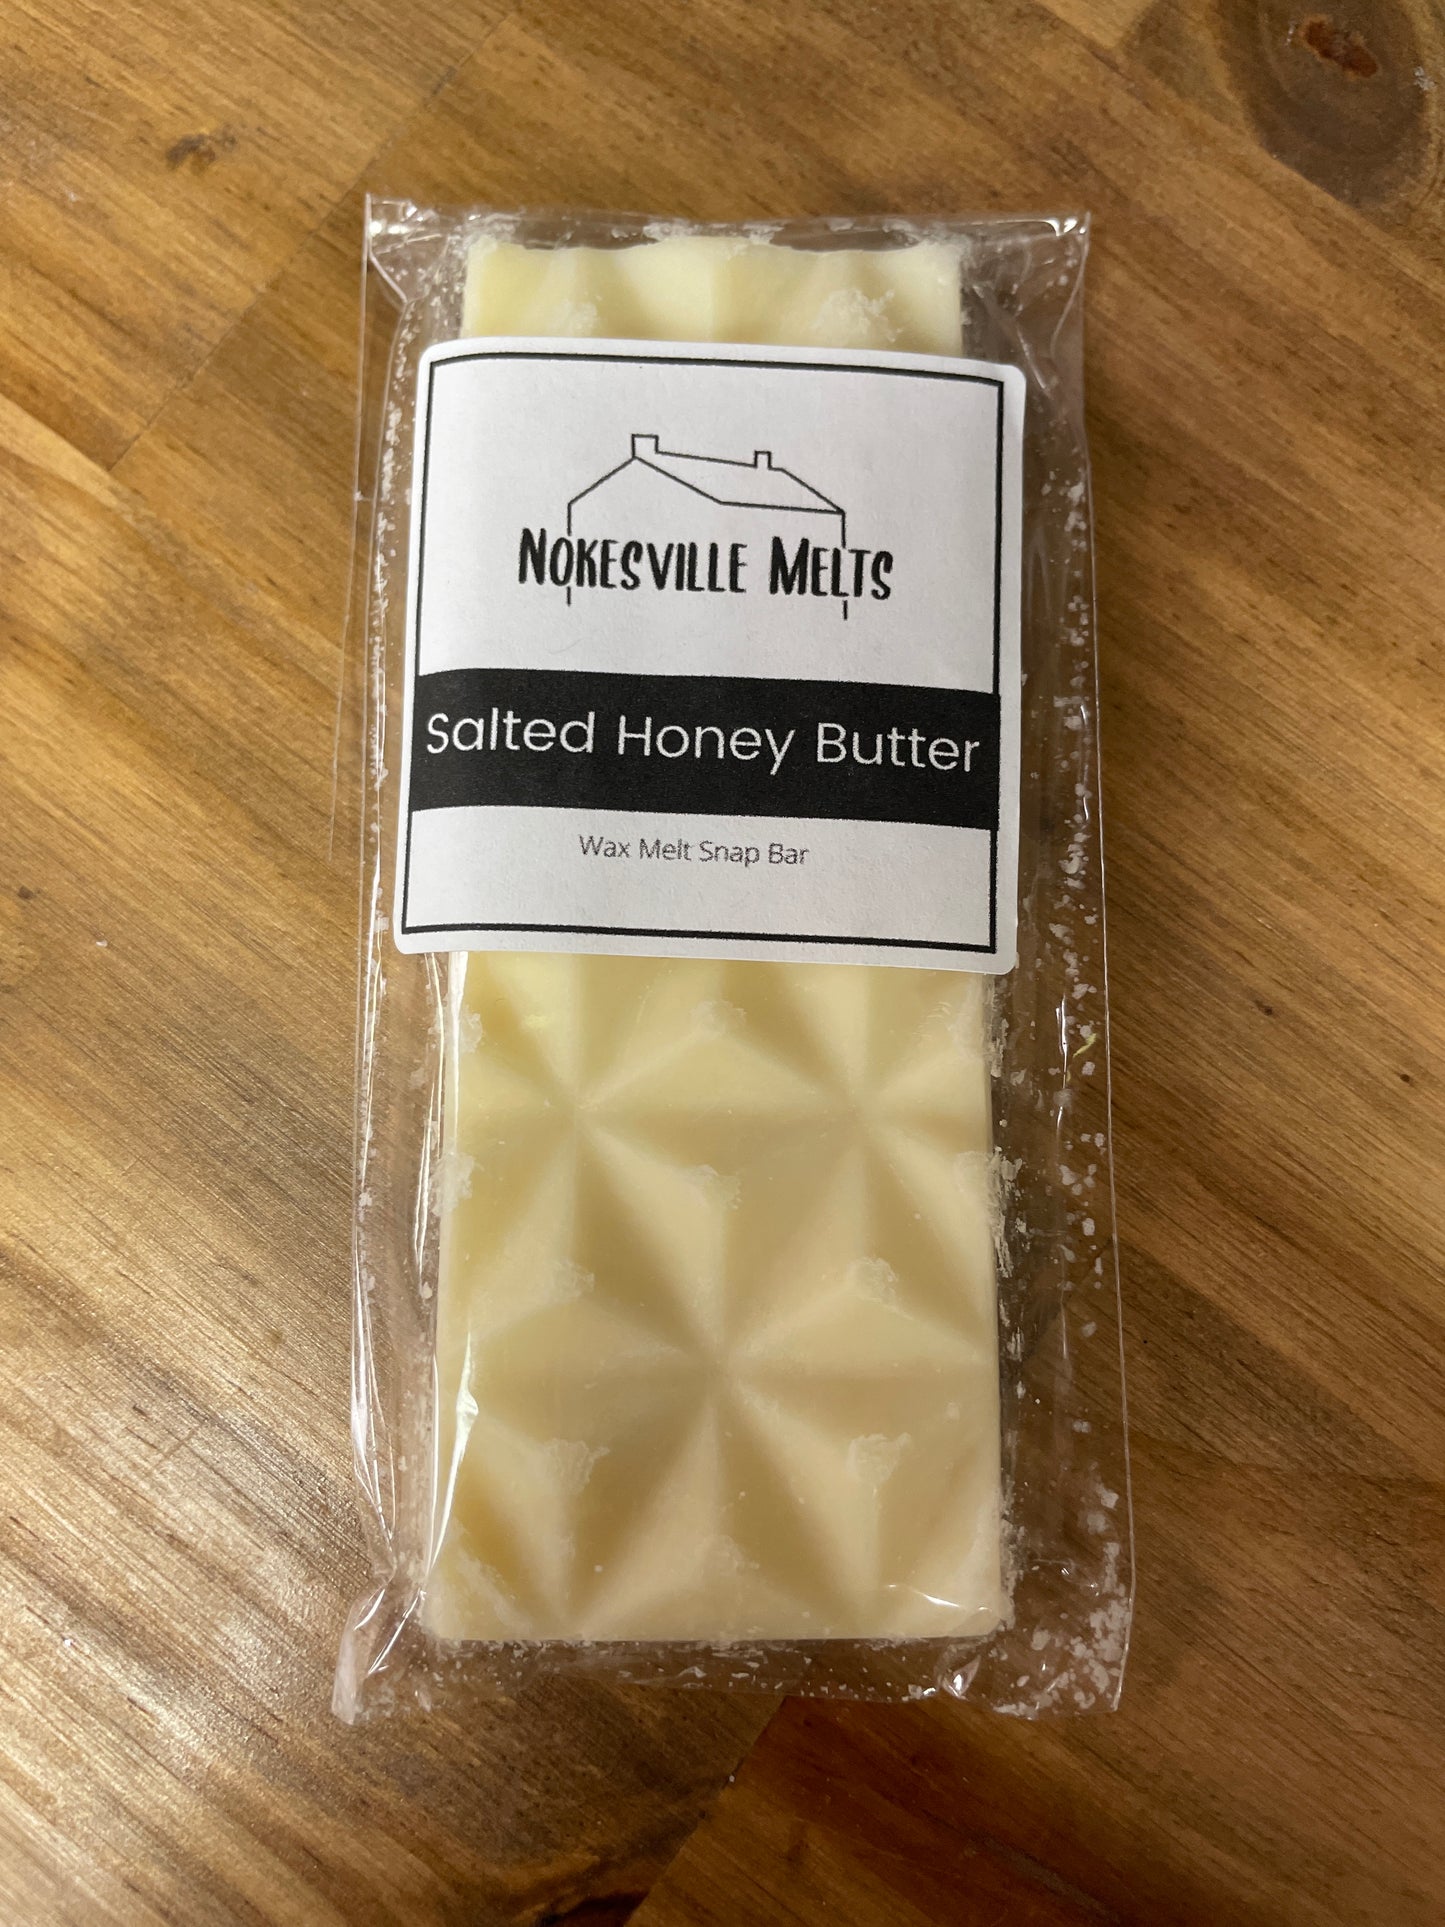 NOKESVILLE MELTS
Salted Honey Butter
Wax Melt Snap Bar